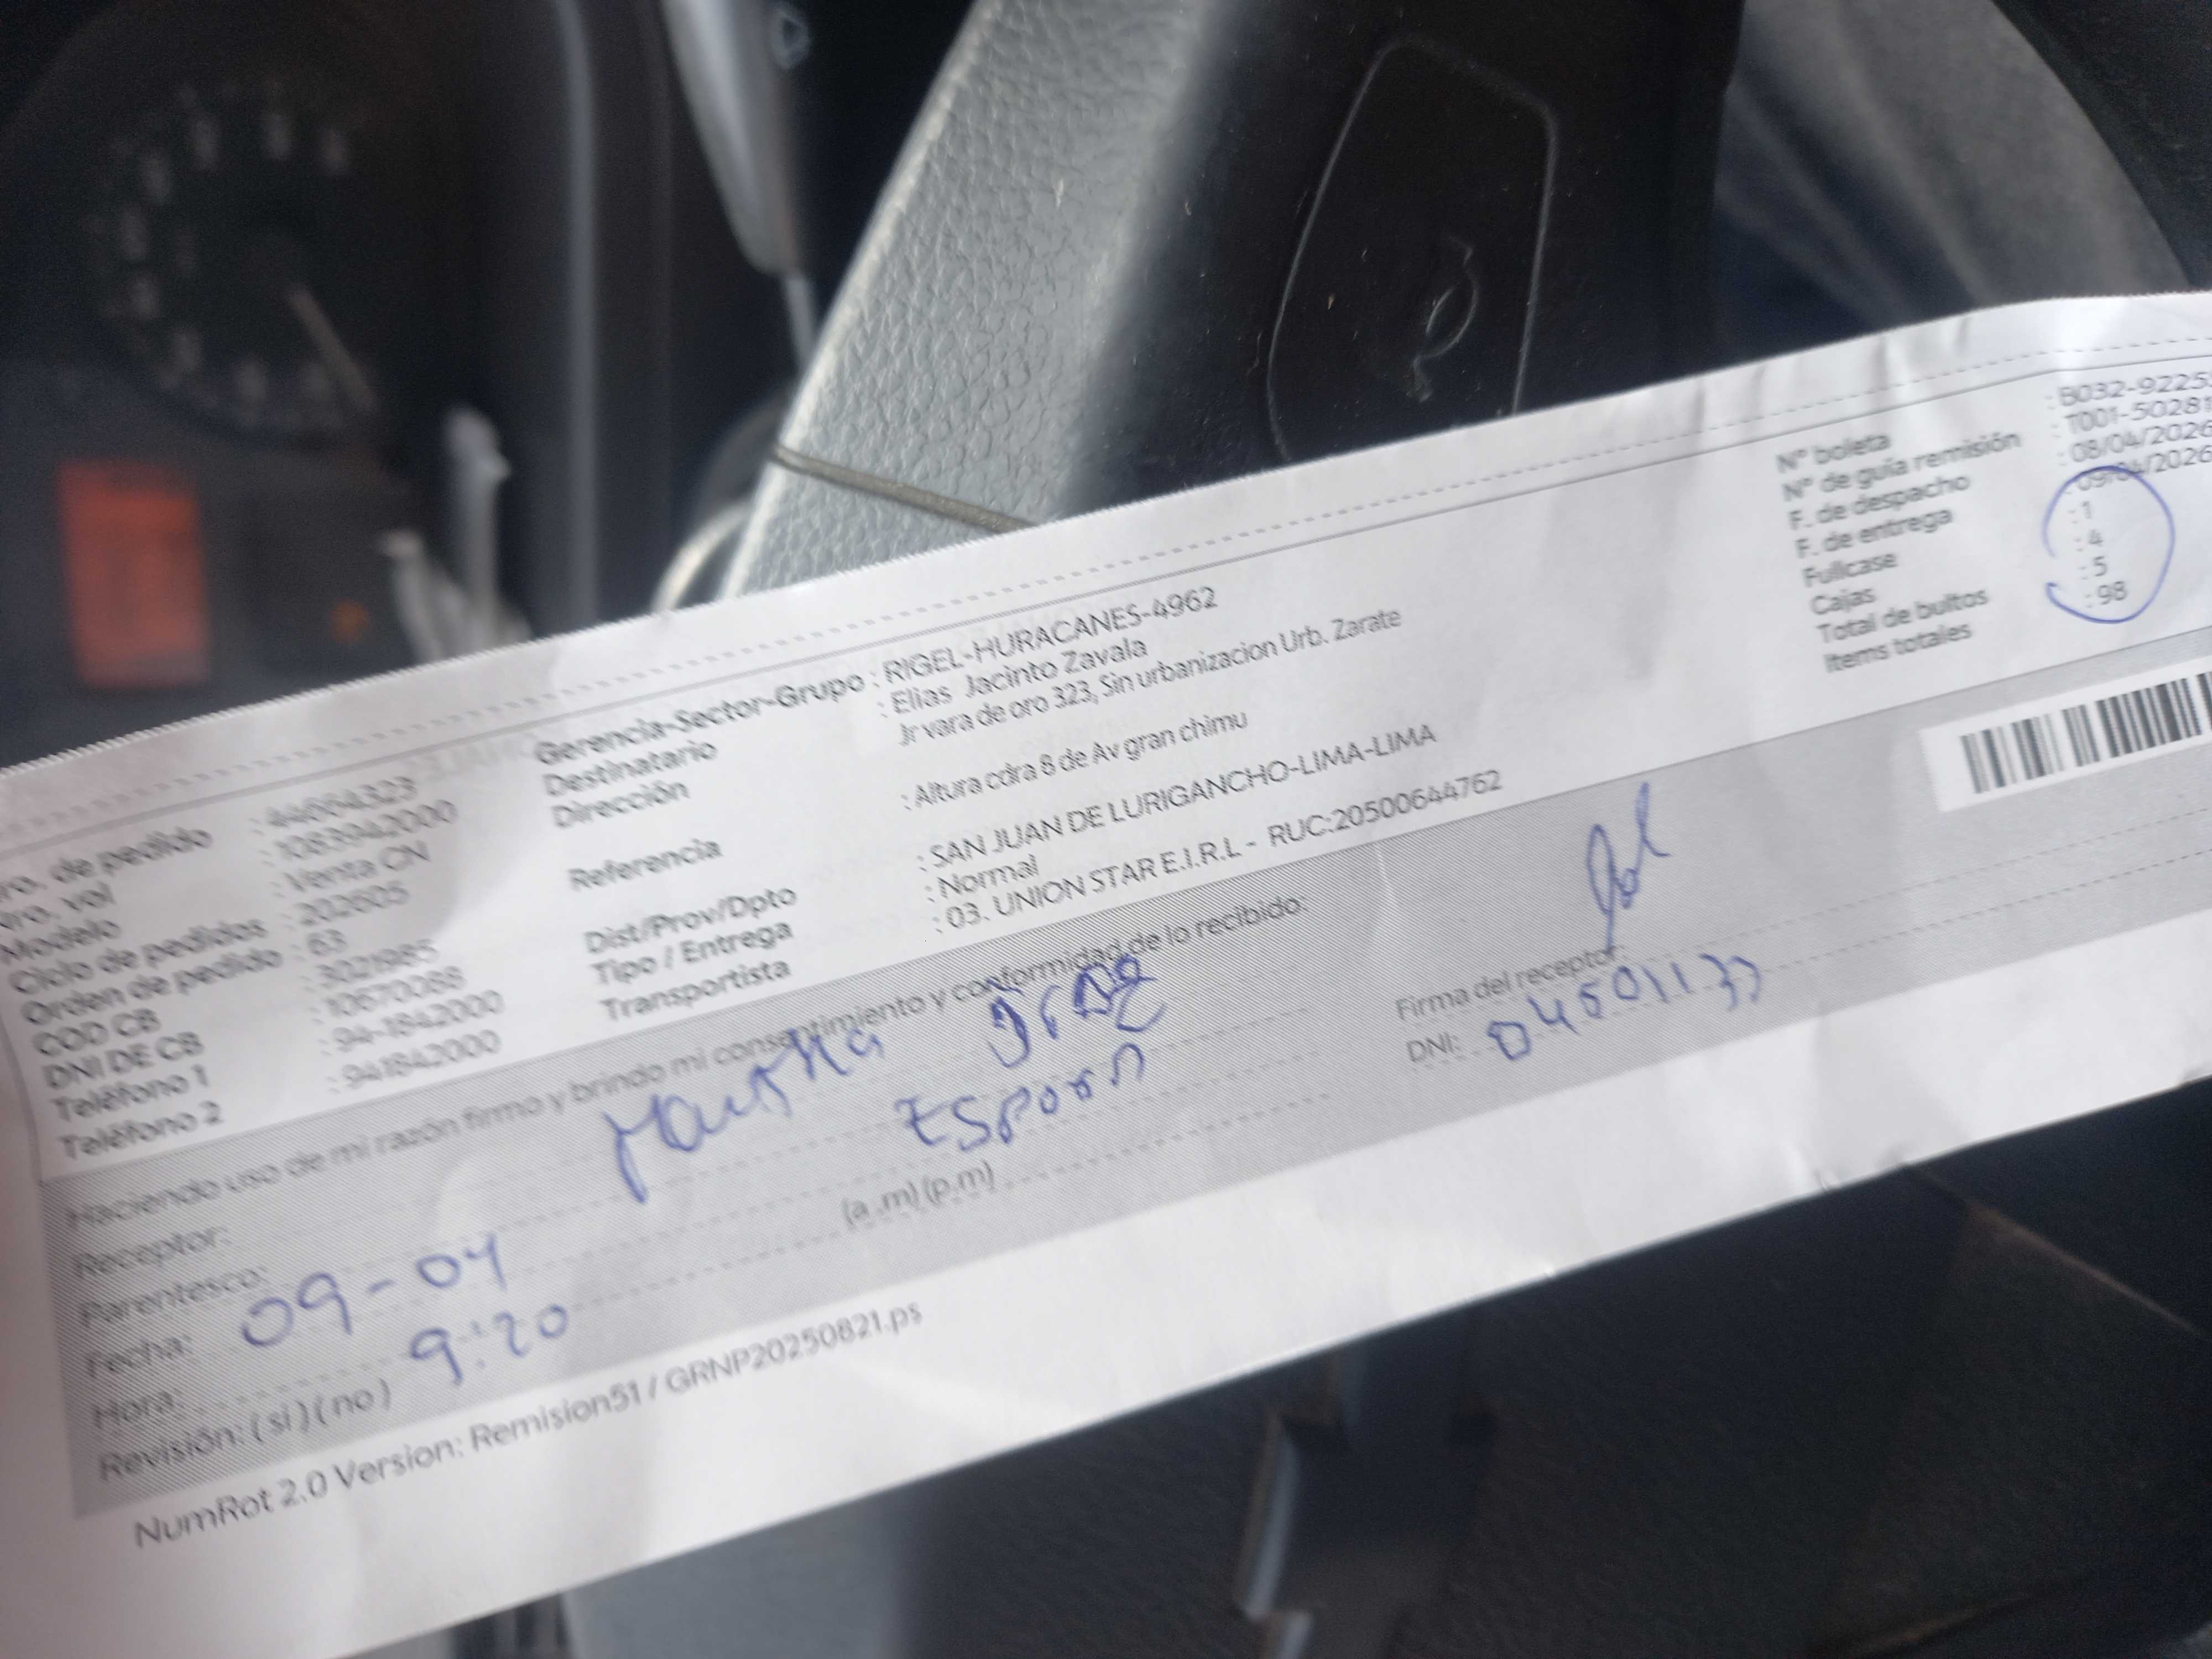 ro. de pedido : 44664323
ro. vol : 1083942000
Modelo : Venta CN
Ciclo de pedidos : 202605
Orden de pedido : 63
COD CB : 3021985
DNI DE CB : 10670088
Teléfono 1 : 94-1842000
Teléfono 2 : 941842000
Gerencia-Sector-Grupo : RIGEL-HURACANES-4962
Destinatario : Elias Jacinto Zavala
Dirección Jr vara de oro 323, Sin urbanizacion Urb. Zarate
Referencia : Altura cdra 8 de Av gran chimu
Dist/Prov/Dpto : SAN JUAN DE LURIGANCHO-LIMA-LIMA
Tipo / Entrega : Normal
Transportista : 03. UNION STAR E.I.R.L - RUC:20500644762
N° boleta : B032-9225
N° de guía remisión : T001-50281
F. de despacho : 08/04/2026
F. de entrega : 09/04/2026
Fullcase : 1
Cajas : 4
Total de bultos : 5
Items totales : 98
Haciendo uso de mi razón firmo y brindo mi consentimiento y conformidad de lo recibido:
Receptor:
Parentesco:
Fecha: 09-04
Hora: 9:20 (a.m) (p.m)
Revisión: ( si ) ( no )
Firma del receptor:
DNI:
NumRot 2.0 Version: Remision51 / GRNP20250821.ps